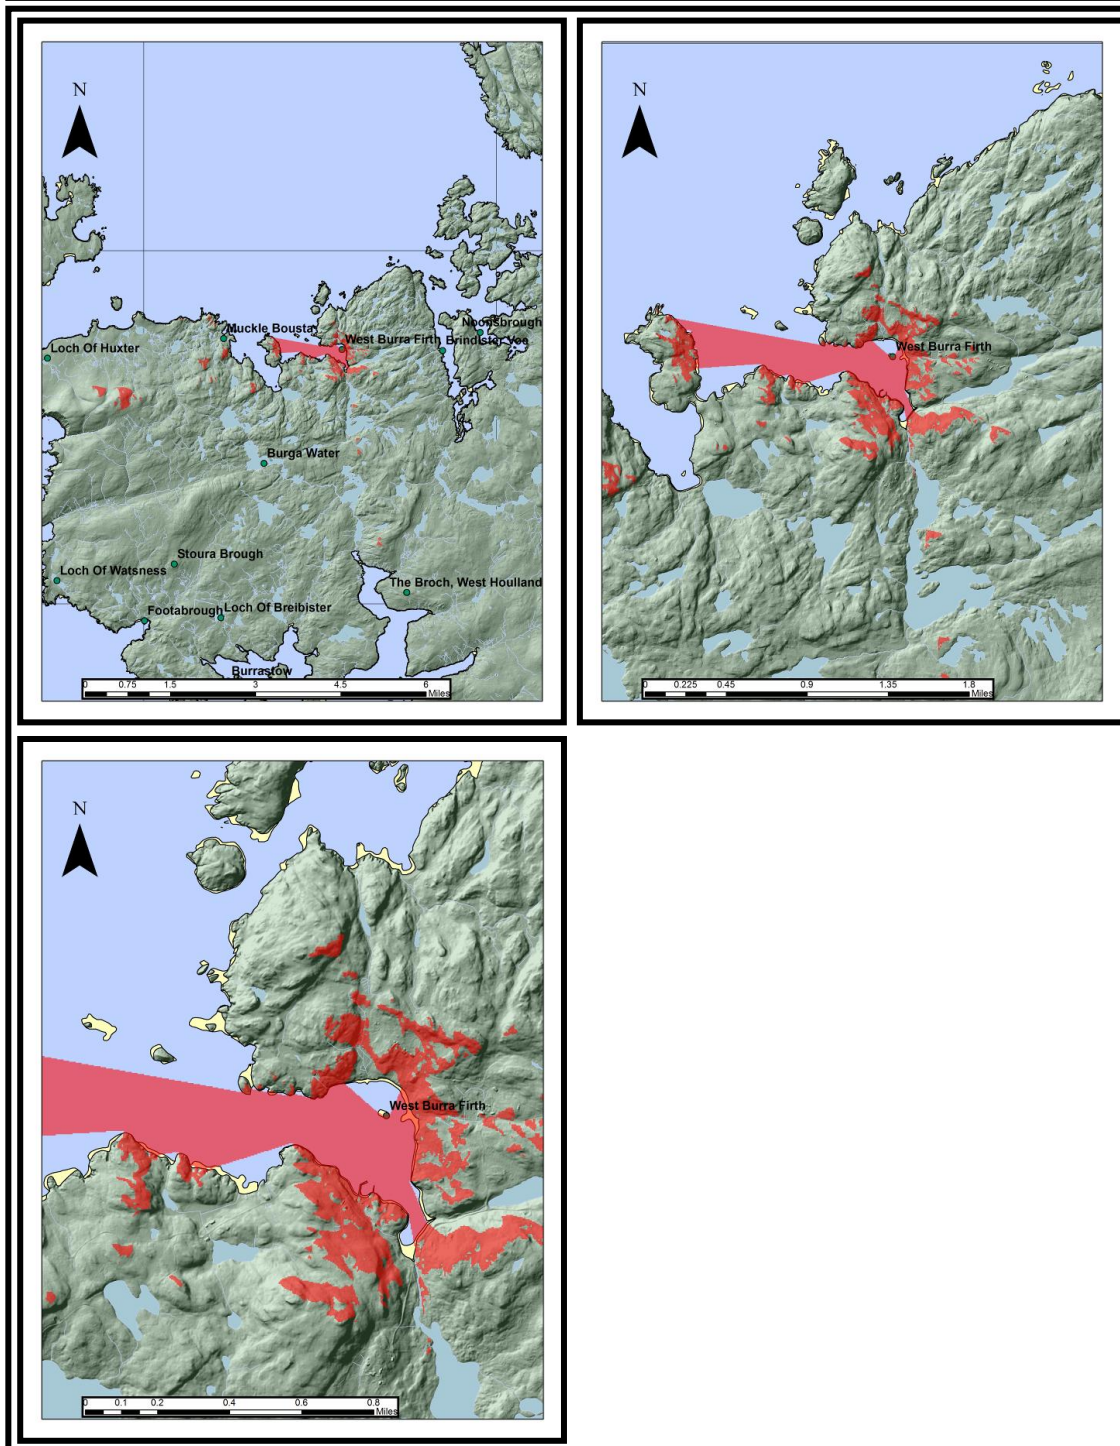 N
Noonsbrough
Muckle Bousta
West Burra Firth
Brindister Voe
Loch Of Huxter
Burga Water
Stoura Brough
Loch Of Watsness
The Broch, West Houlland
Footabrough
Loch Of Breibister
Burrastow
0 0.75 1.5 3 4.5 6
Miles
N
West Burra Firth
0 0.225 0.45 0.9 1.35 1.8
Miles
N
West Burra Firth
0 0.1 0.2 0.4 0.6 0.8
Miles